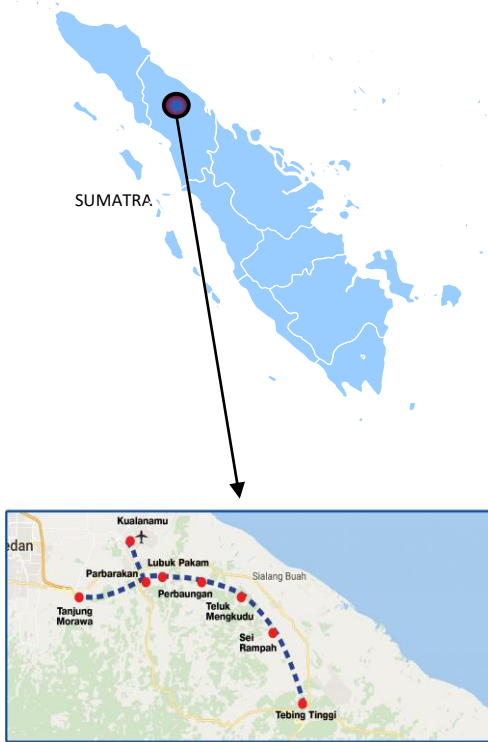 SUMATRA
Kualanamu
edan
Lubuk Pakam
Parbarakan
Sialang Buah
Perbaungan
Tanjung
Morawa
Teluk
Mengkudu
Sei
Rampah
Tebing Tinggi